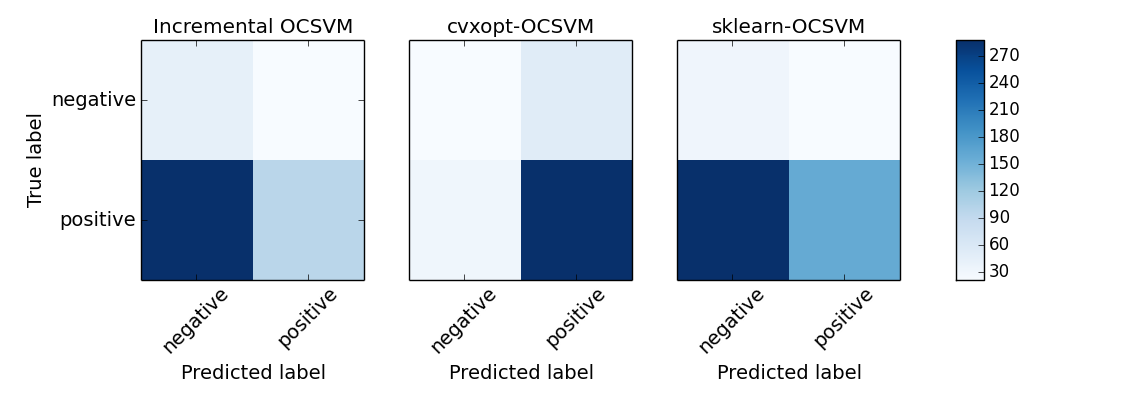 Incremental OCSVM
cvxopt-OCSVM
sklearn-OCSVM
True label
negative
positive
negative
positive
Predicted label
negative
positive
Predicted label
negative
positive
Predicted label
270
240
210
180
150
120
90
60
30